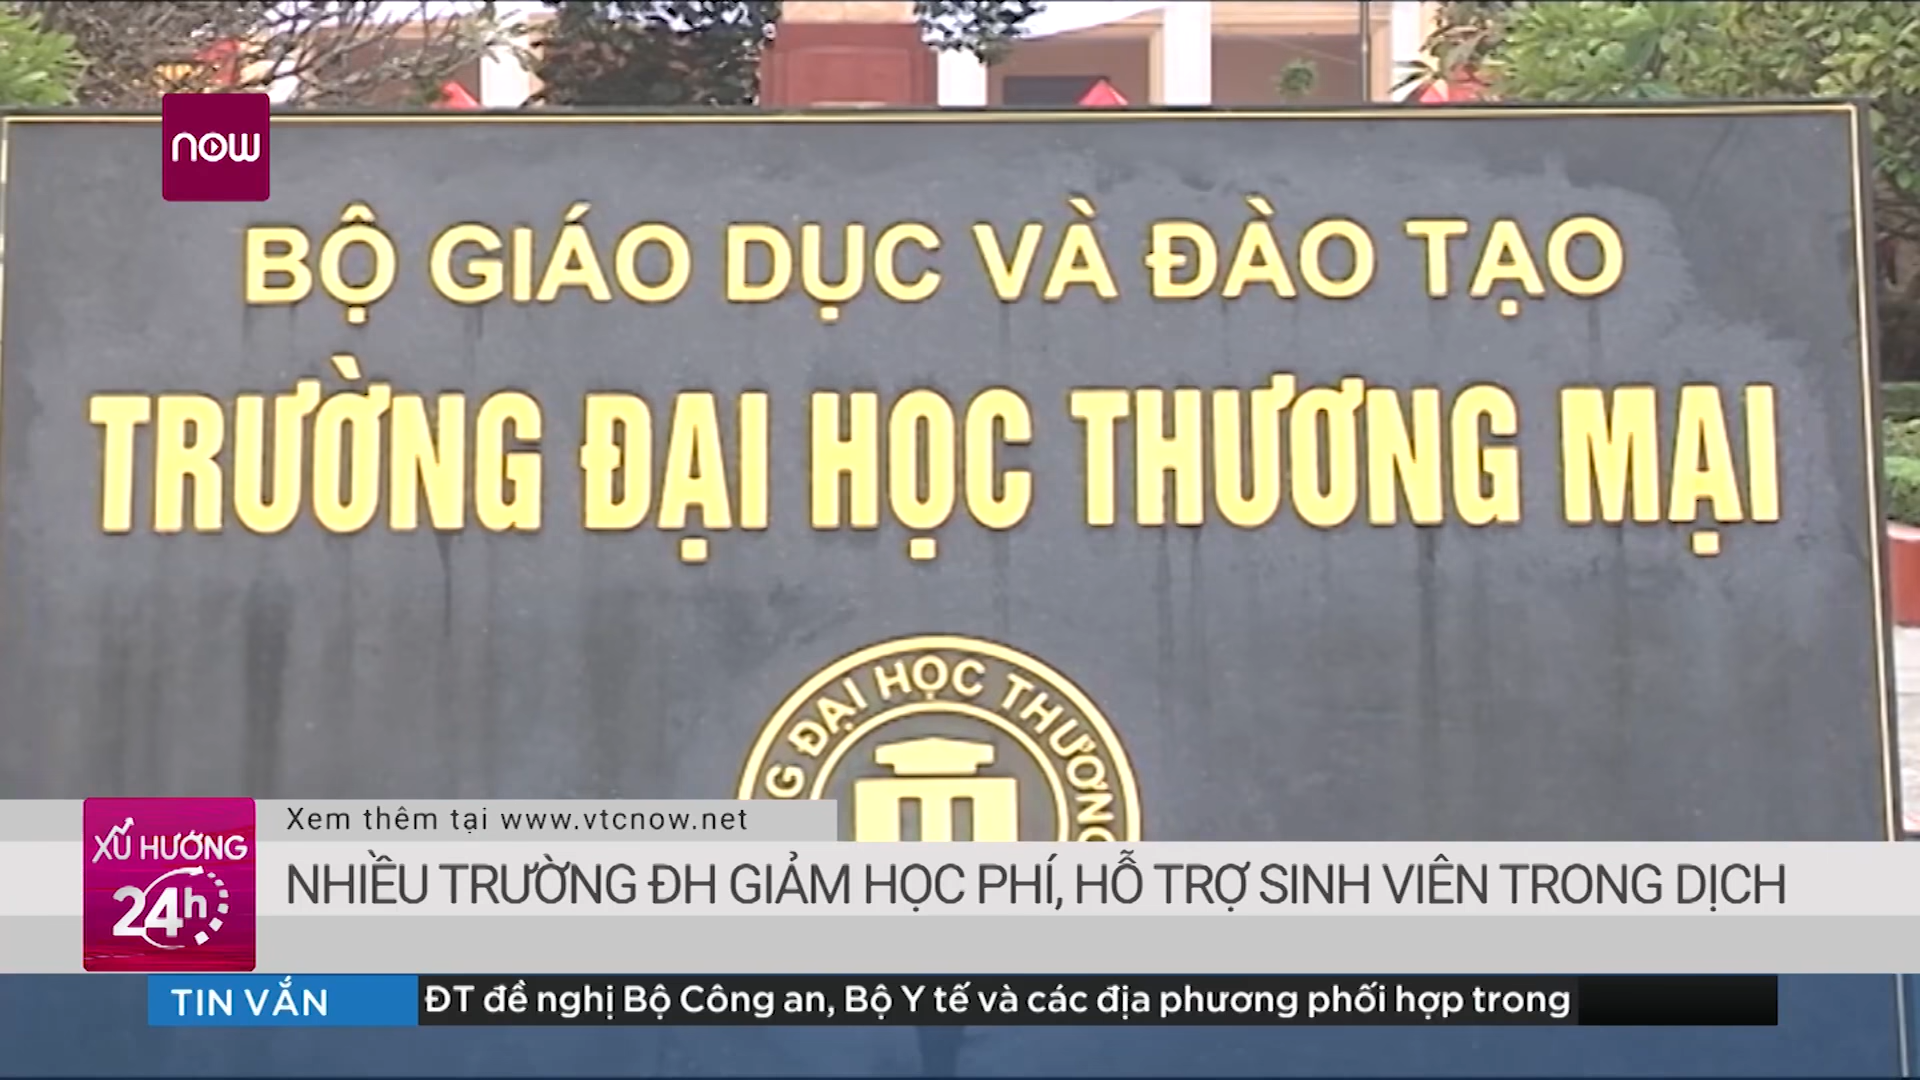 now
BỘ GIÁO DỤC VÀ ĐÀO TẠO
TRƯỜNG ĐẠI HỌC THƯƠNG MẠI
G ĐẠI HỌC THƯƠNG
Xem thêm tại www.vtcnow.net
XU HƯỚNG
24h
NHIỀU TRƯỜNG ĐH GIẢM HỌC PHÍ, HỖ TRỢ SINH VIÊN TRONG DỊCH
TIN VẮN
ĐT đề nghị Bộ Công an, Bộ Y tế và các địa phương phối hợp trong